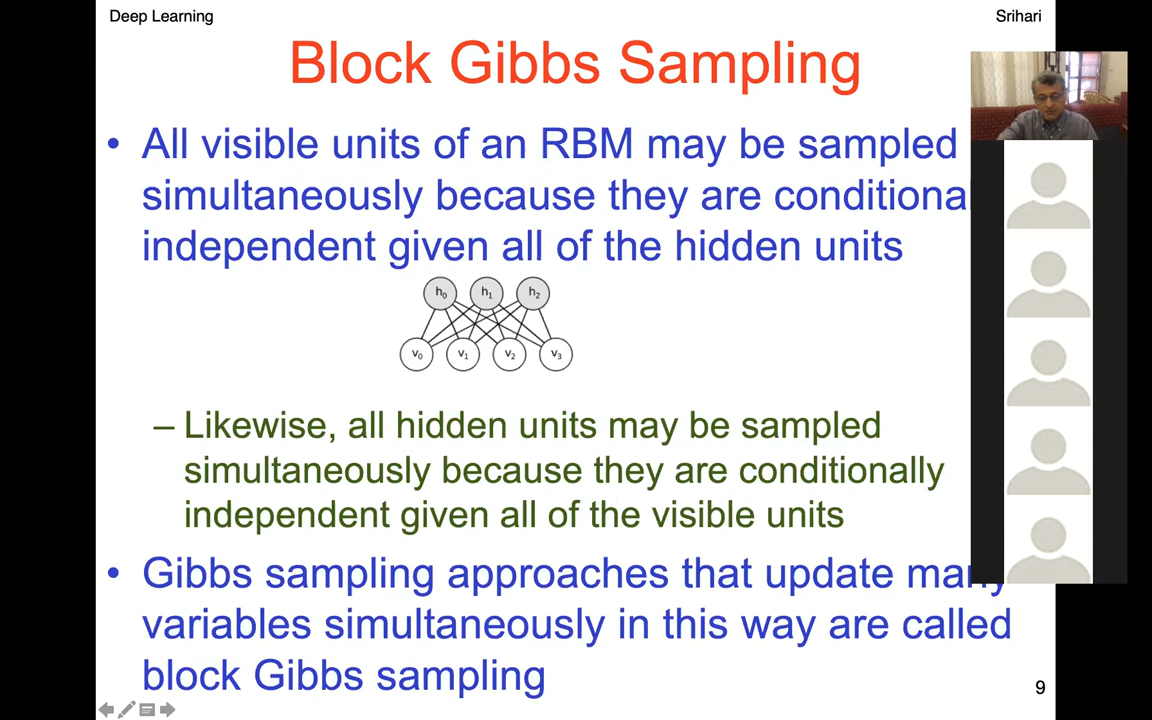 Deep Learning
Srihari
Block Gibbs Sampling
• All visible units of an RBM may be sampled
simultaneously because they are conditiona
independent given all of the hidden units
h0 h1 h2
v0 v1 v2 v3
– Likewise, all hidden units may be sampled
simultaneously because they are conditionally
independent given all of the visible units
• Gibbs sampling approaches that update many
variables simultaneously in this way are called
block Gibbs sampling
9